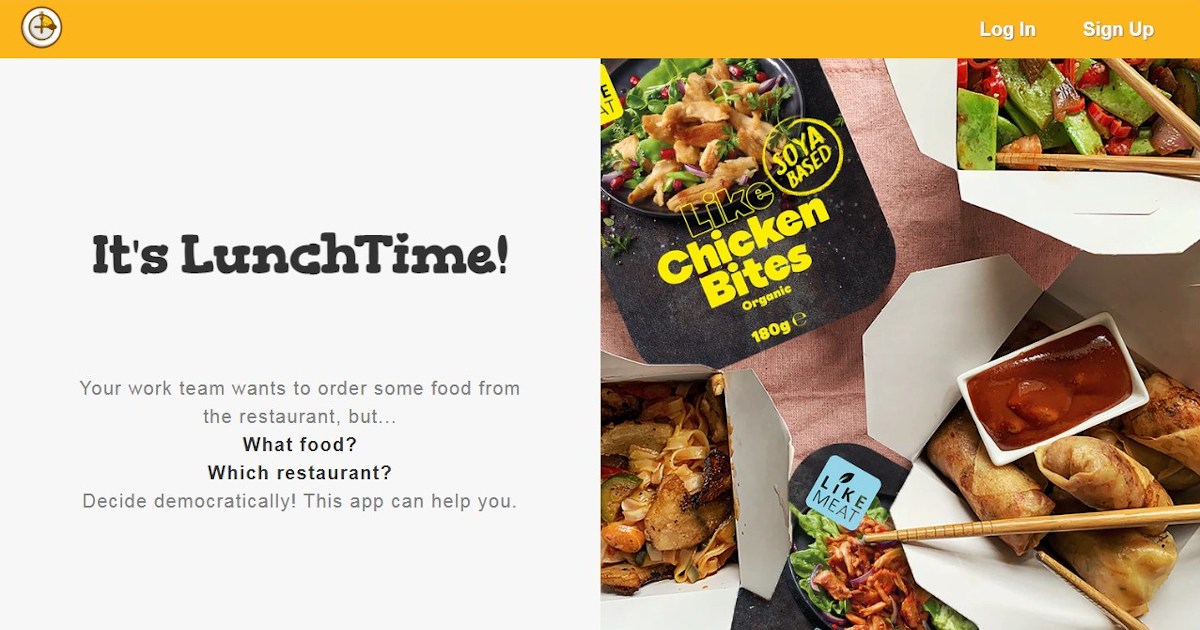 Log In
Sign Up
It's LunchTime!
Your work team wants to order some food from
the restaurant, but...
What food?
Which restaurant?
Decide democratically! This app can help you.
SOYA
BASED
Like
Chicken
Bites
Organic
180g ℮
LIKE
MEAT